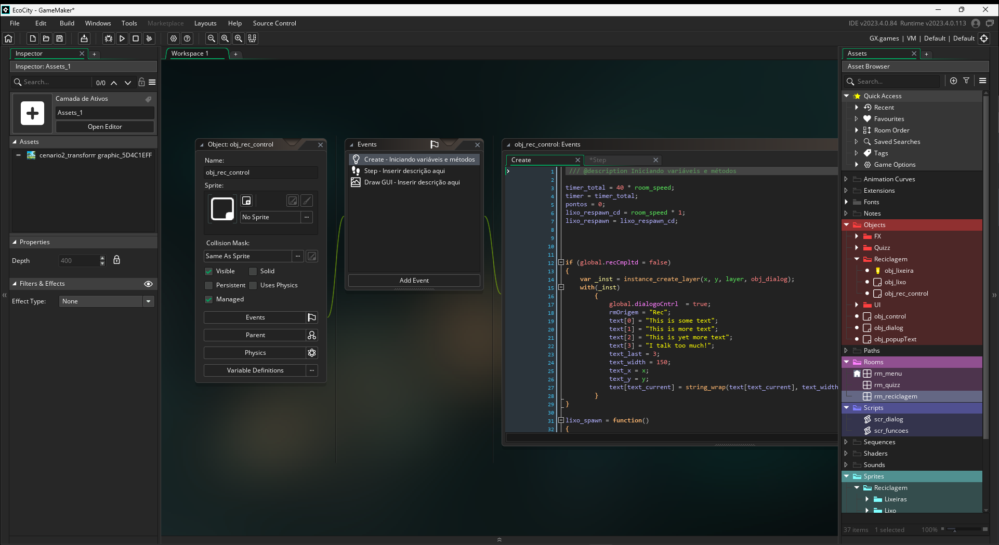 EcoCity - GameMaker*
File Edit Build Windows Tools Marketplace Layouts Help Source Control
IDE v2023.4.0.84 Runtime v2023.4.0.113
GX.games | VM | Default | Default
Inspector
Inspector: Assets_1
Search...
0/0
Camada de Ativos
Assets_1
Open Editor
Assets
cenario2_transform graphic_5D4C1EFF
Properties
Depth
400
Filters & Effects
Effect Type:
None
Workspace 1
Object: obj_rec_control
Name:
obj_rec_control
Sprite:
No Sprite
Collision Mask:
Same As Sprite
Visible
Solid
Persistent
Uses Physics
Managed
Events
Parent
Physics
Variable Definitions
Events
Create - Iniciando variáveis e métodos
Step - Inserir descrição aqui
Draw GUI - Inserir descrição aqui
Add Event
obj_rec_control: Events
Create
*Step
1 /// @description Iniciando variáveis e métodos
2
3 timer_total = 40 * room_speed;
4 timer = timer_total;
5 pontos = 0;
6 lixo_respawn_cd = room_speed * 1;
7 lixo_respawn = lixo_respawn_cd;
8
9
10
11
12 if (global.recCmpltd = false)
13 {
14 var _inst = instance_create_layer(x, y, layer, obj_dialog);
15 with(_inst)
16 {
17 global.dialogoCntrl = true;
18 rmOrigem = "Rec";
19 text[0] = "This is some text";
20 text[1] = "This is more text";
21 text[2] = "This is yet more text";
22 text[3] = "I talk too much!";
23 text_last = 3;
24 text_width = 150;
25 text_x = x;
26 text_y = y;
27 text[text_current] = string_wrap(text[text_current], text_width
28 }
29 }
30
31 lixo_spawn = function()
32 {
Assets
Asset Browser
Search...
Quick Access
Recent
Favourites
Room Order
Saved Searches
Tags
Game Options
Animation Curves
Extensions
Fonts
Notes
Objects
FX
Quizz
Reciclagem
obj_lixeira
obj_lixo
obj_rec_control
UI
obj_control
obj_dialog
obj_popupText
Paths
Rooms
rm_menu
rm_quizz
rm_reciclagem
Scripts
scr_dialog
scr_funcoes
Sequences
Shaders
Sounds
Sprites
Reciclagem
Lixeiras
Lixo
37 items 1 selected 100%